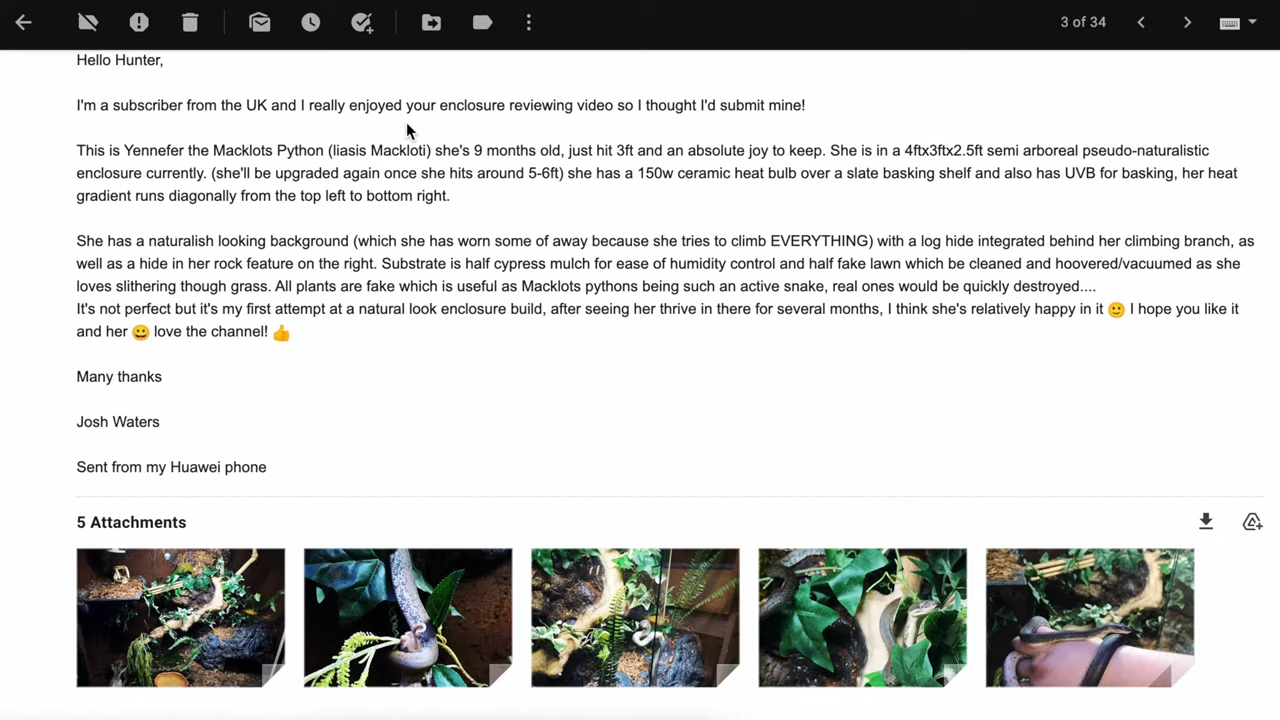 3 of 34
Hello Hunter,
I'm a subscriber from the UK and I really enjoyed your enclosure reviewing video so I thought I'd submit mine!
This is Yennefer the Macklots Python (liasis Mackloti) she's 9 months old, just hit 3ft and an absolute joy to keep. She is in a 4ftx3ftx2.5ft semi arboreal pseudo-naturalistic
enclosure currently. (she'll be upgraded again once she hits around 5-6ft) she has a 150w ceramic heat bulb over a slate basking shelf and also has UVB for basking, her heat
gradient runs diagonally from the top left to bottom right.
She has a naturalish looking background (which she has worn some of away because she tries to climb EVERYTHING) with a log hide integrated behind her climbing branch, as
well as a hide in her rock feature on the right. Substrate is half cypress mulch for ease of humidity control and half fake lawn which be cleaned and hoovered/vacuumed as she
loves slithering though grass. All plants are fake which is useful as Macklots pythons being such an active snake, real ones would be quickly destroyed....
It's not perfect but it's my first attempt at a natural look enclosure build, after seeing her thrive in there for several months, I think she's relatively happy in it 🙂 I hope you like it
and her 😀 love the channel! 👍
Many thanks
Josh Waters
Sent from my Huawei phone
5 Attachments